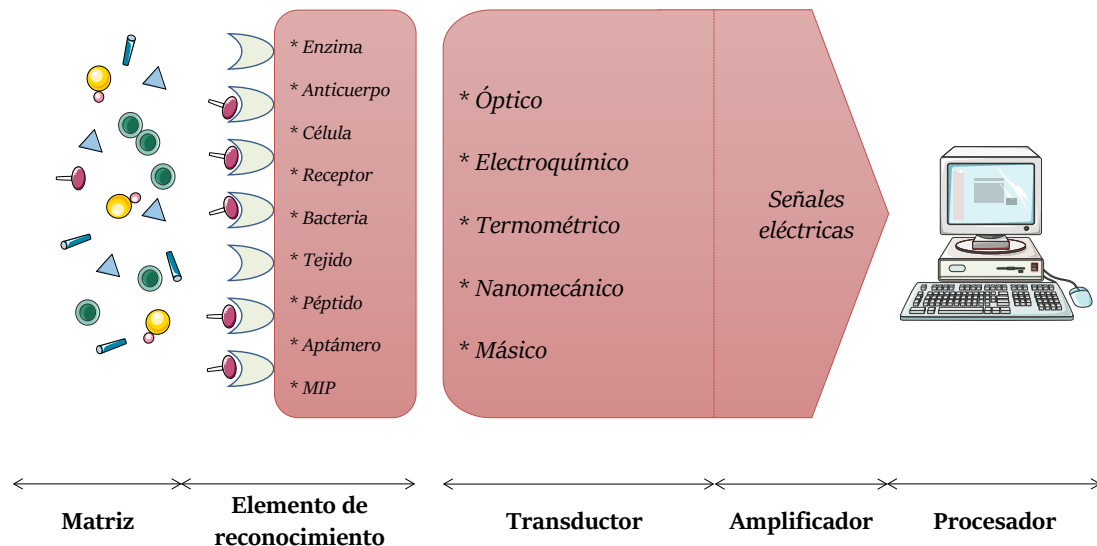 * Enzima
* Anticuerpo
* Célula
* Receptor
* Bacteria
* Tejido
* Péptido
* Aptámero
* MIP
* Óptico
* Electroquímico
* Termométrico
* Nanomecánico
* Másico
Señales
eléctricas
Matriz
Elemento de
reconocimiento
Transductor
Amplificador
Procesador